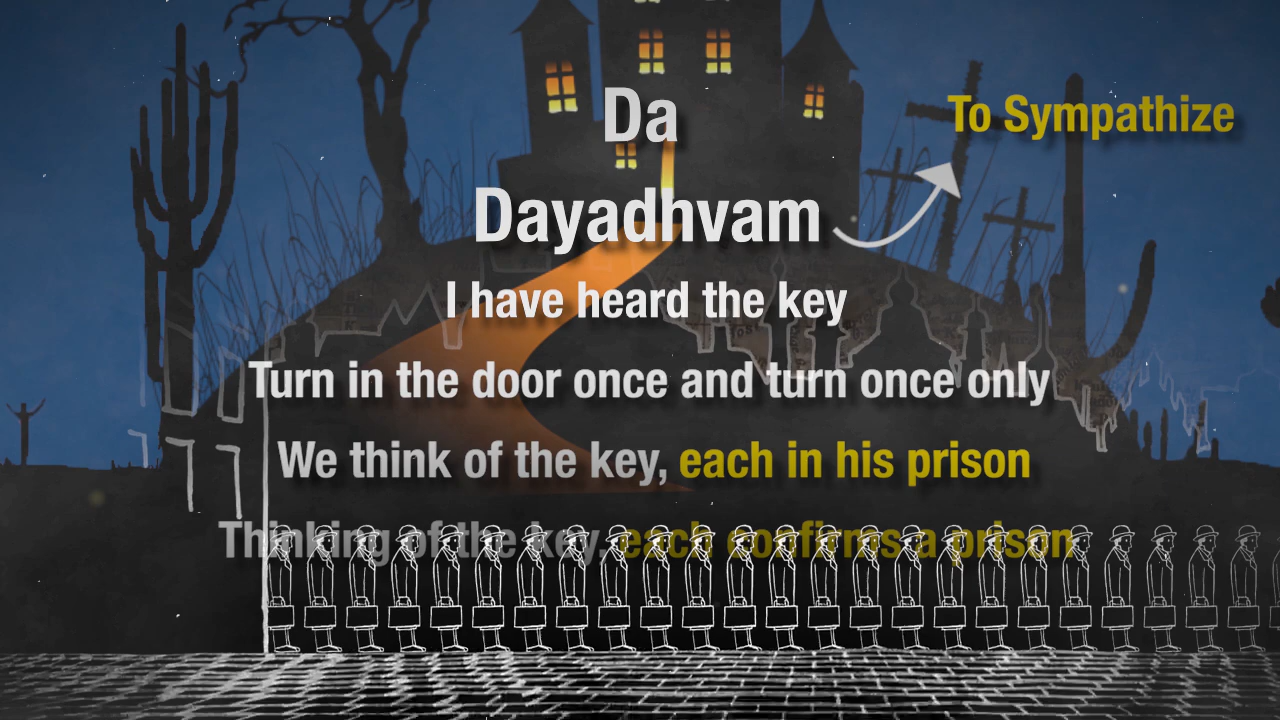 Da
To Sympathize
Dayadhvam
I have heard the key
Turn in the door once and turn once only
We think of the key, each in his prison
Thinking of the key, each confirms a prison